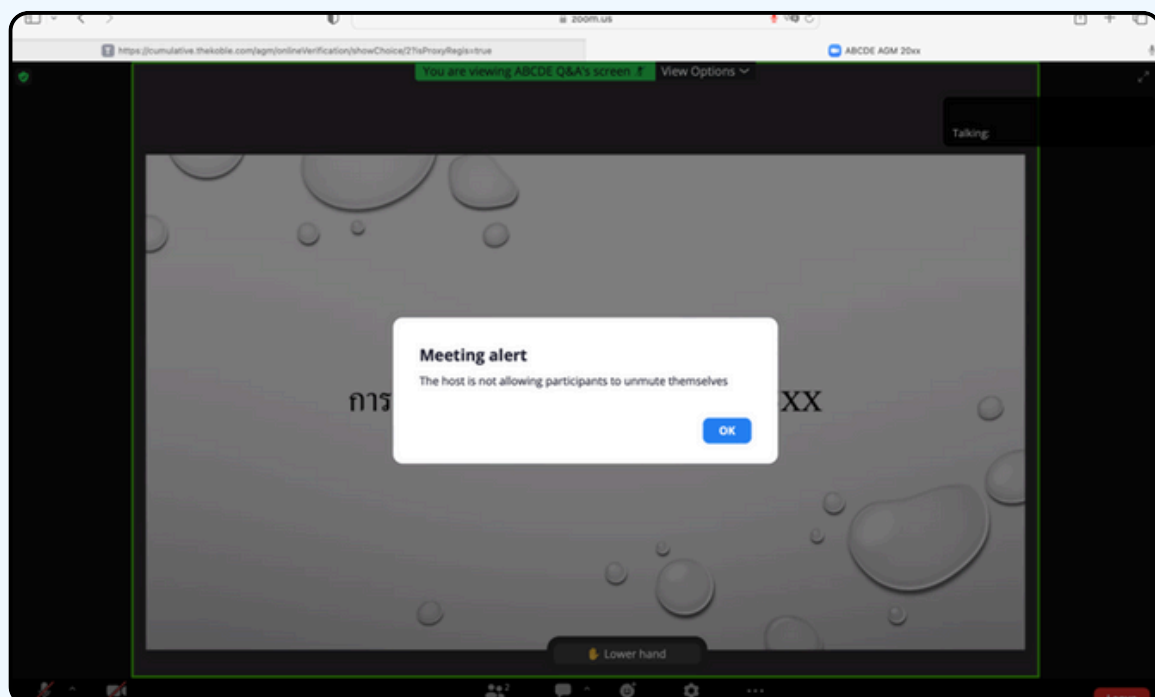 zoom.us
https://cumulative.thekoble.com/agm/onlineVerification/showChoice/2?isProxyRegis=true
ABCDE AGM 20xx
You are viewing ABCDE Q&A's screen
View Options
Talking:
Meeting alert
The host is not allowing participants to unmute themselves
การ XX
OK
Lower hand
2